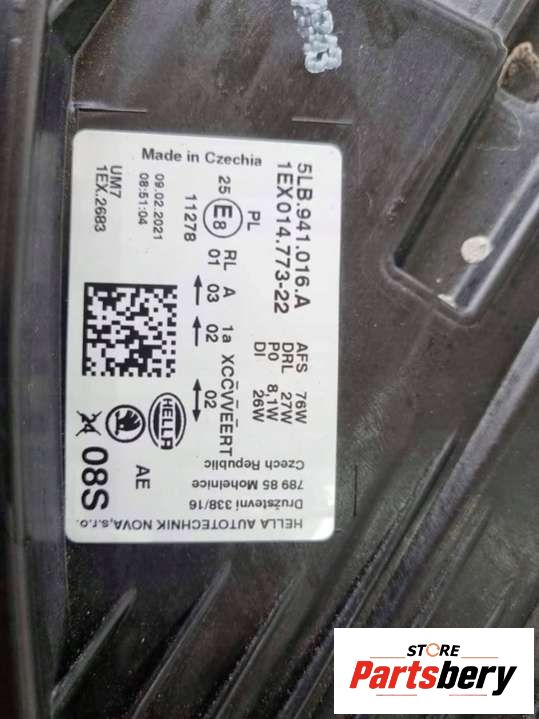 5LB.941.016.A
1EX014.773-22
Made in Czechia
PL
25 E8
11278
09.02.2021
08:51:04
UM7
1EX.2683
RL A 1a XCCVVEERT
01 03 02 02
AFS 76W
DRL 27W
PO 8,1W
DI 26W
HELLA
AE
08S
HELLA AUTOTECHNIK NOVA,s.r.o.
Družstevní 338/16
789 85 Mohelnice
Czech Republic
STORE
Partsbery